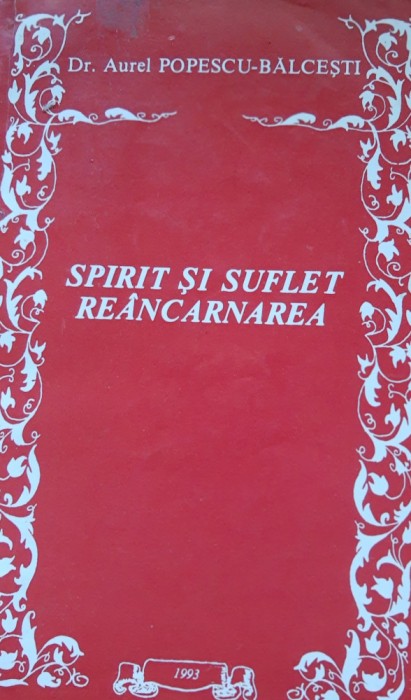 Dr. Aurel POPESCU-BĂLCEȘTI
SPIRIT ȘI SUFLET
REÂNCARNAREA
1993